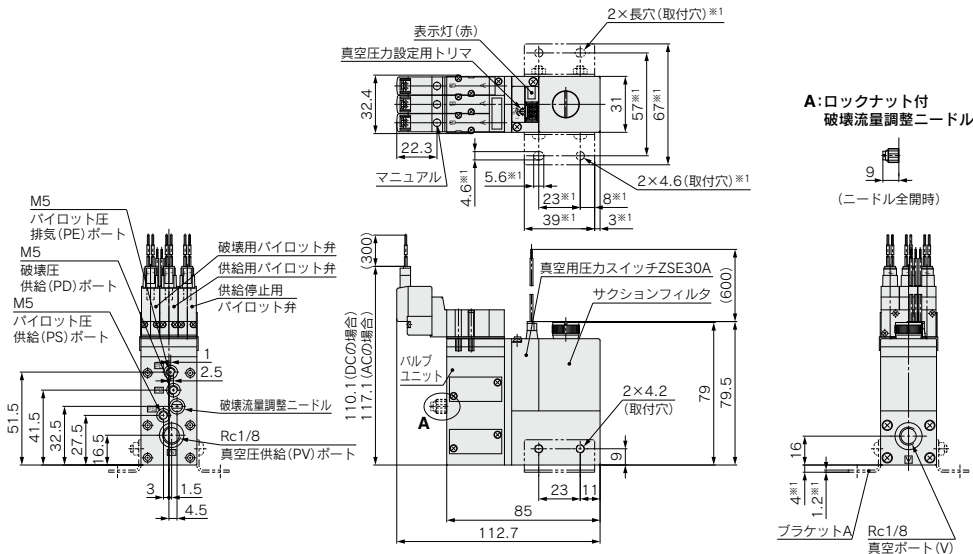 2×長穴(取付穴)※1
表示灯(赤)
真空圧力設定用トリマ
32.4
22.3
マニュアル
31
57※1
67※1
4.6※1
5.6※1
23※1
39※1
8※1
3※1
2×4.6(取付穴)※1
A:ロックナット付
破壊流量調整ニードル
9
(ニードル全開時)
M5
パイロット圧
排気(PE)ポート
M5
破壊圧
供給(PD)ポート
M5
パイロット圧
供給(PS)ポート
破壊用パイロット弁
供給用パイロット弁
供給停止用
パイロット弁
1
2.5
破壊流量調整ニードル
Rc1/8
真空圧供給(PV)ポート
51.5
41.5
32.5
27.5
16.5
3
1.5
4.5
(300)
110.1(DCの場合)
117.1(ACの場合)
バルブ
ユニット
A
真空用圧力スイッチZSE30A
サクションフィルタ
(600)
2×4.2
(取付穴)
79
79.5
9
23
11
85
112.7
16
4※1
1.2※1
ブラケットA
Rc1/8
真空ポート(V)